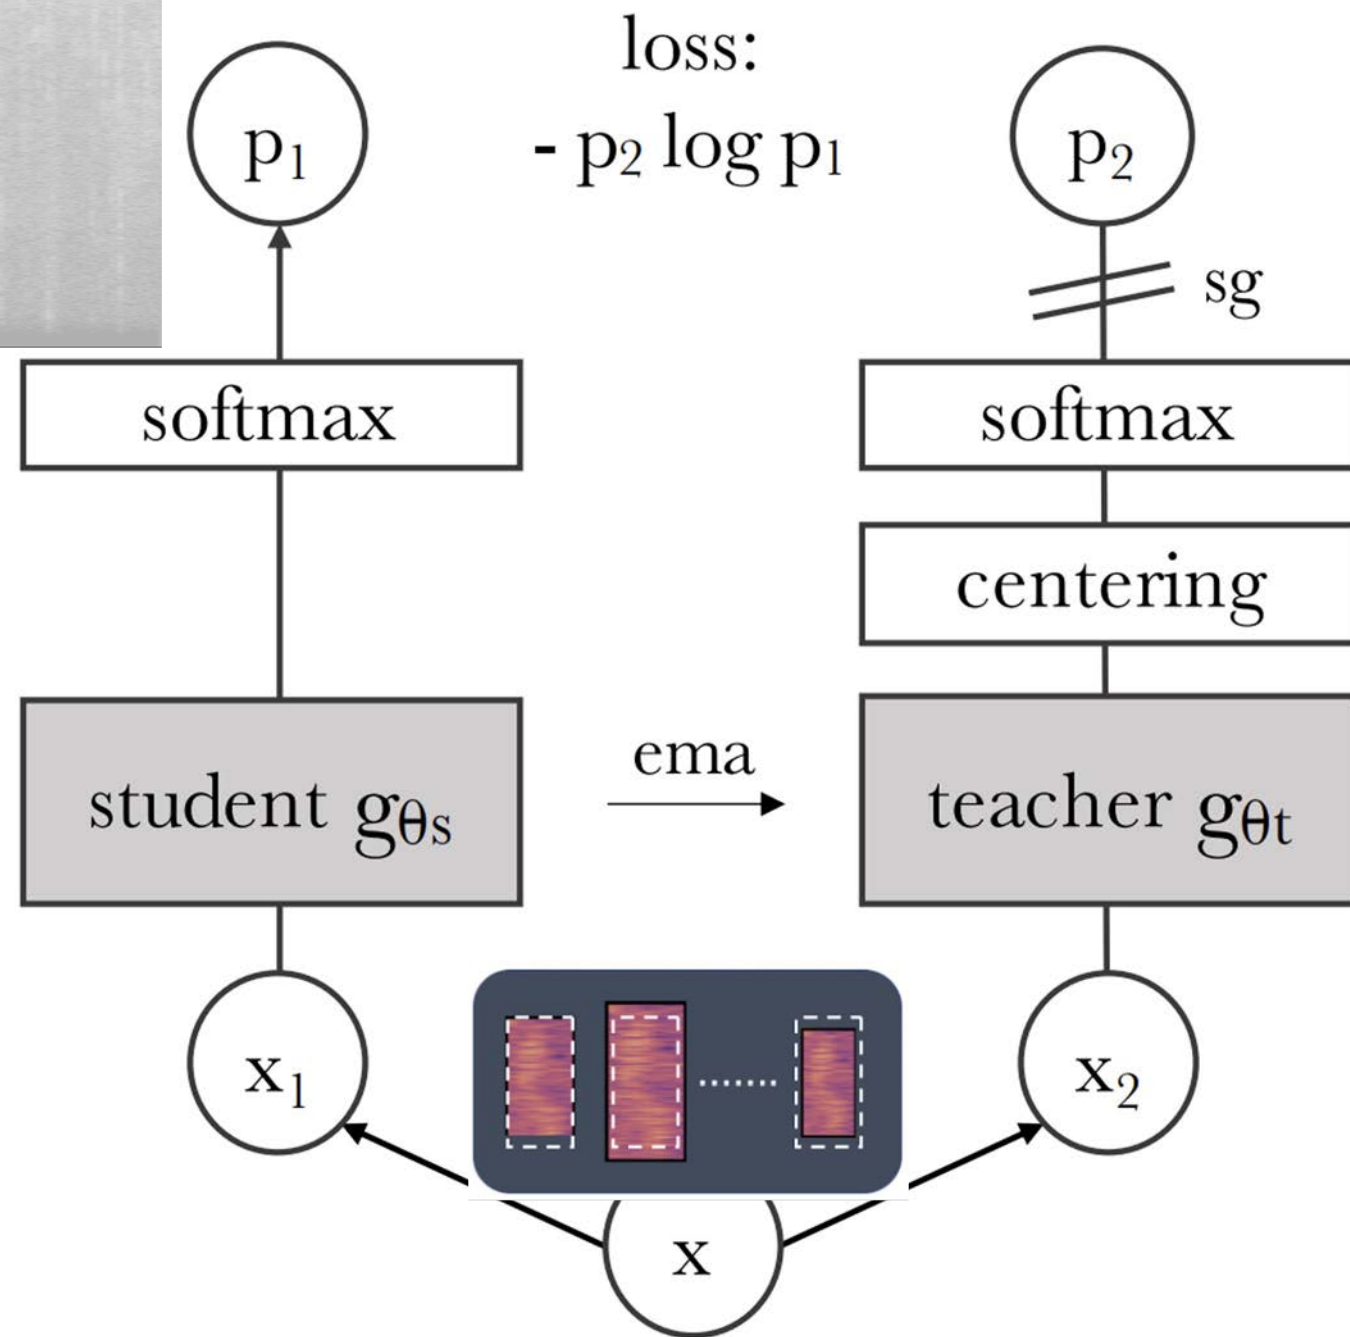 loss:
- p₂ log p₁
p₁
p₂
sg
softmax
softmax
centering
student gθs
ema
teacher gθt
x₁
x₂
x